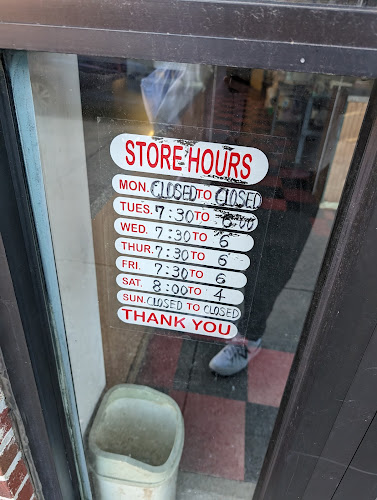 STORE HOURS
MON. CLOSED TO CLOSED
TUES. 7:30 TO 6:00
WED. 7:30 TO 6
THUR. 7:30 TO 6
FRI. 7:30 TO 6
SAT. 8:00 TO 4
SUN. CLOSED TO CLOSED
THANK YOU